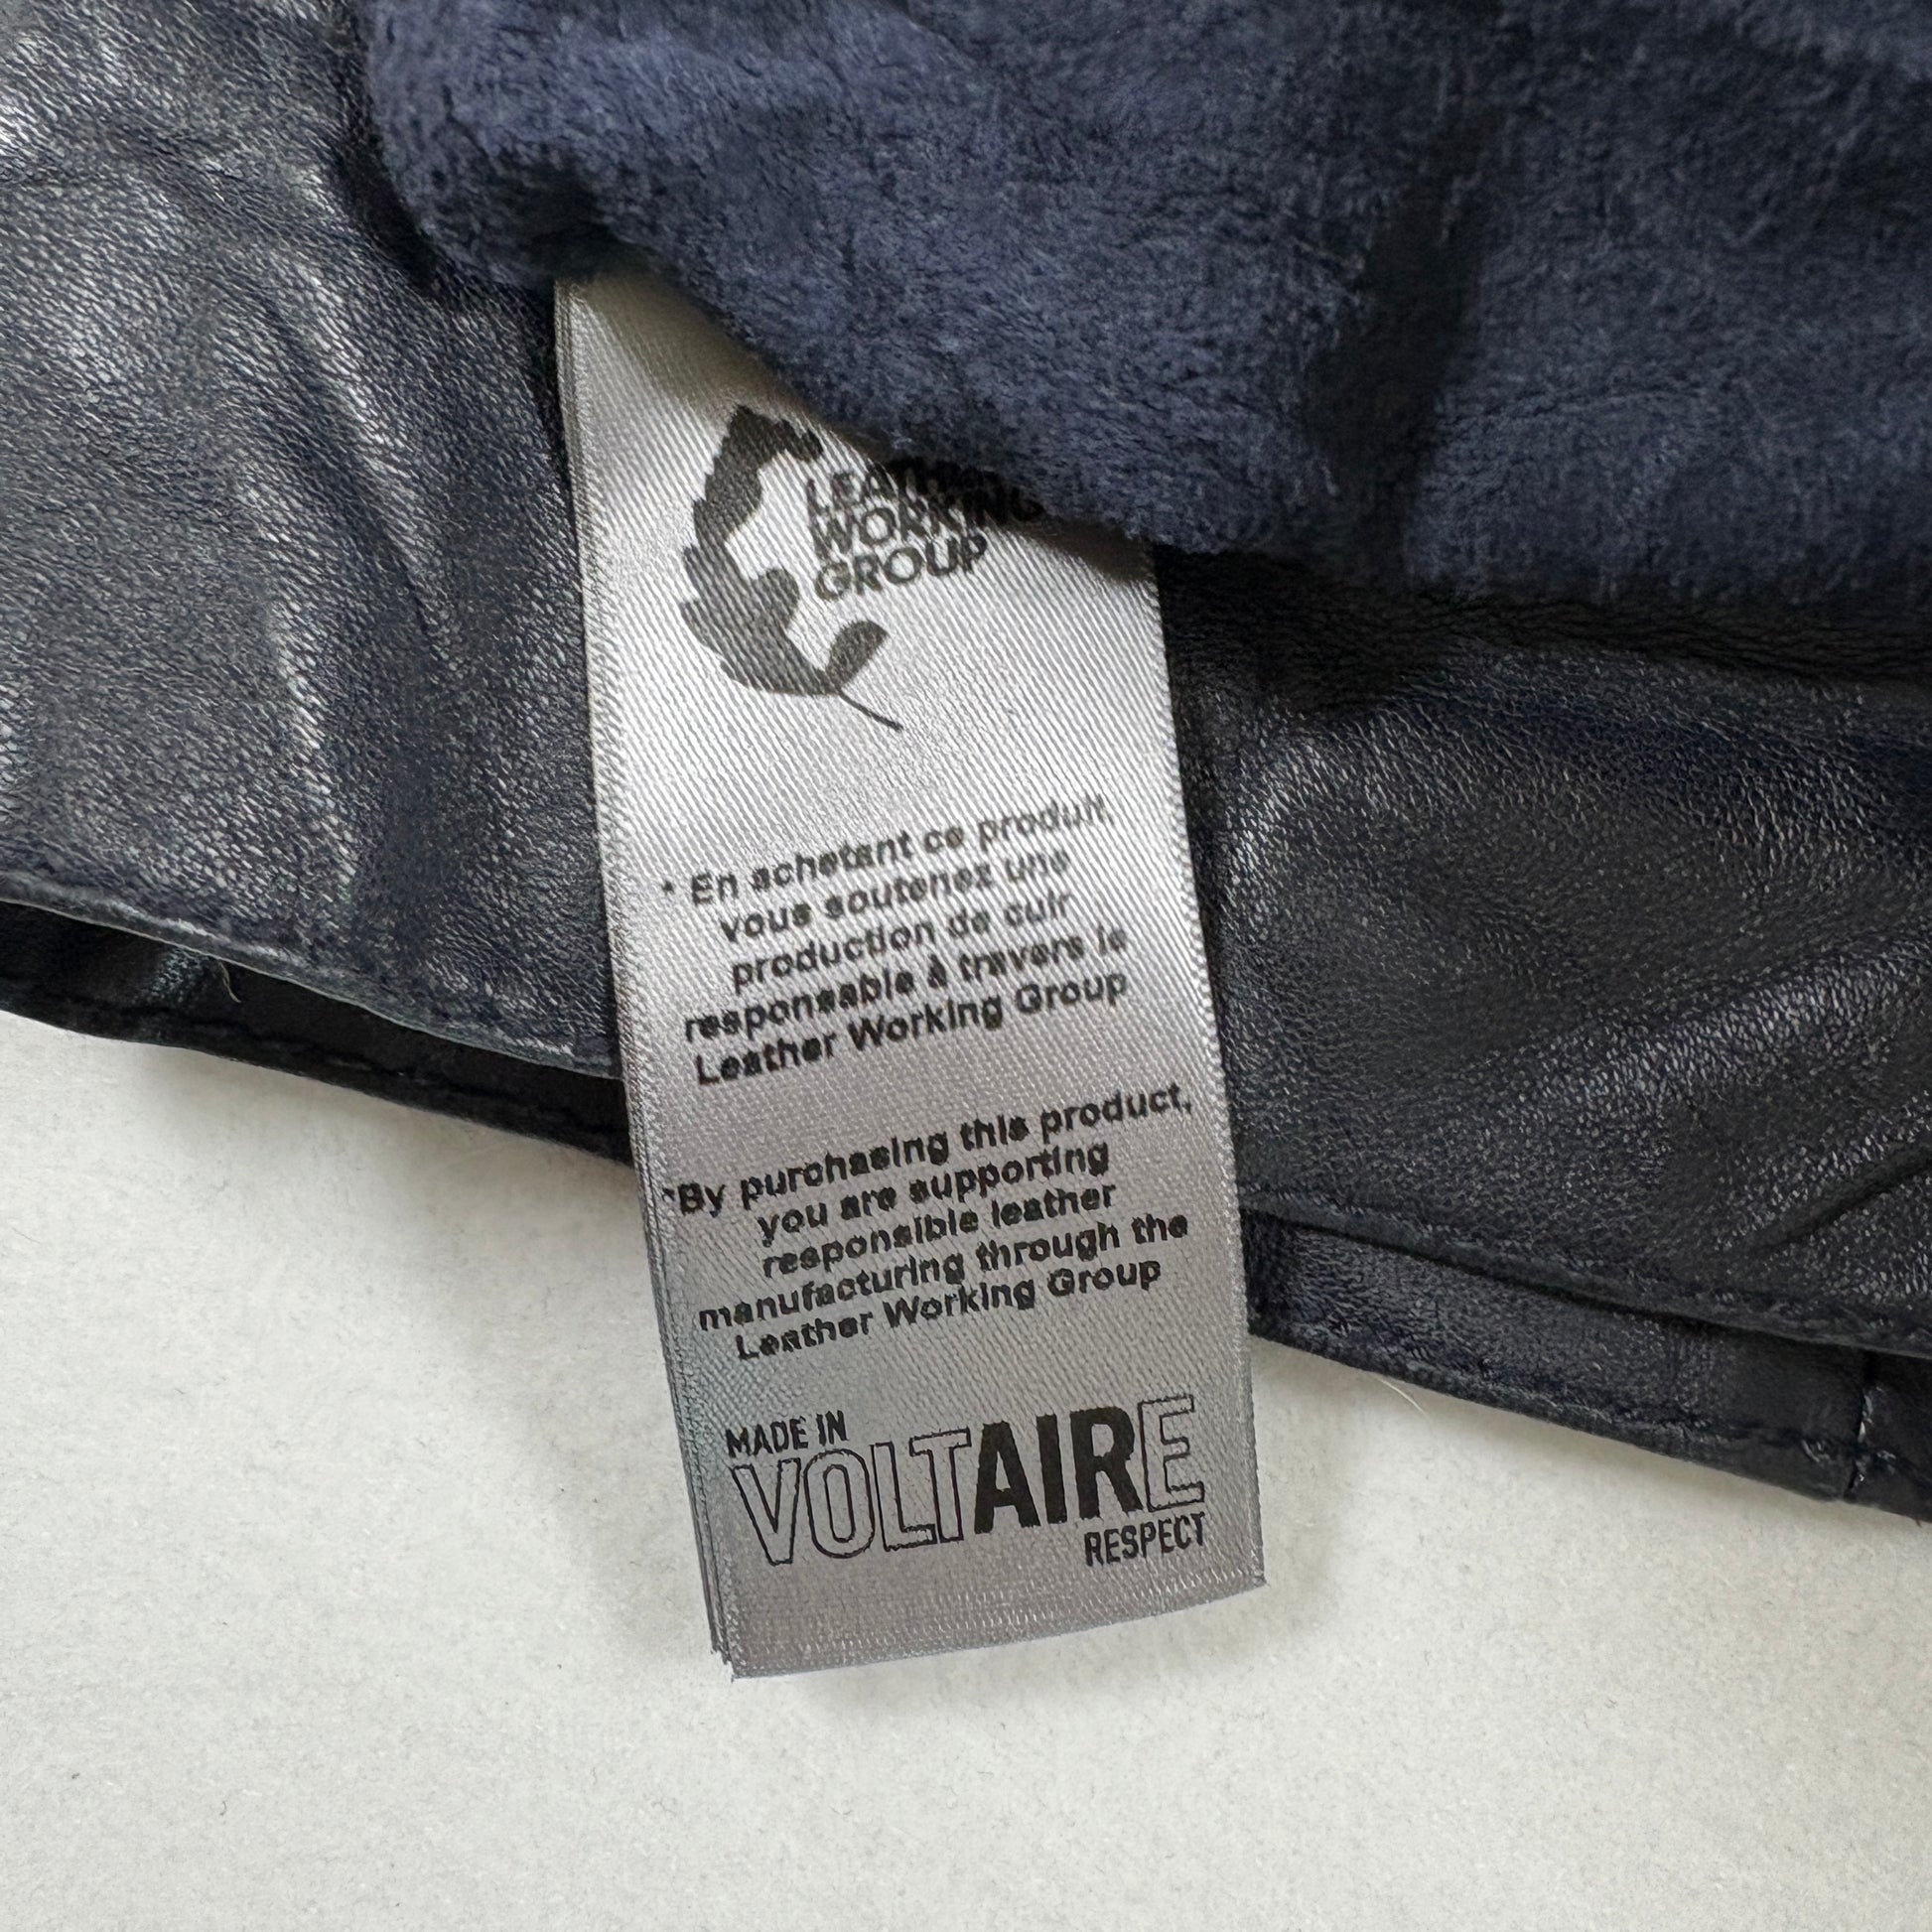 LEATHER
WORKING
GROUP
* En achetant ce produit,
vous soutenez une
production de cuir
responsable à travers le
Leather Working Group
*By purchasing this product,
you are supporting
responsible leather
manufacturing through the
Leather Working Group
MADE IN
VOLTAIRE
RESPECT